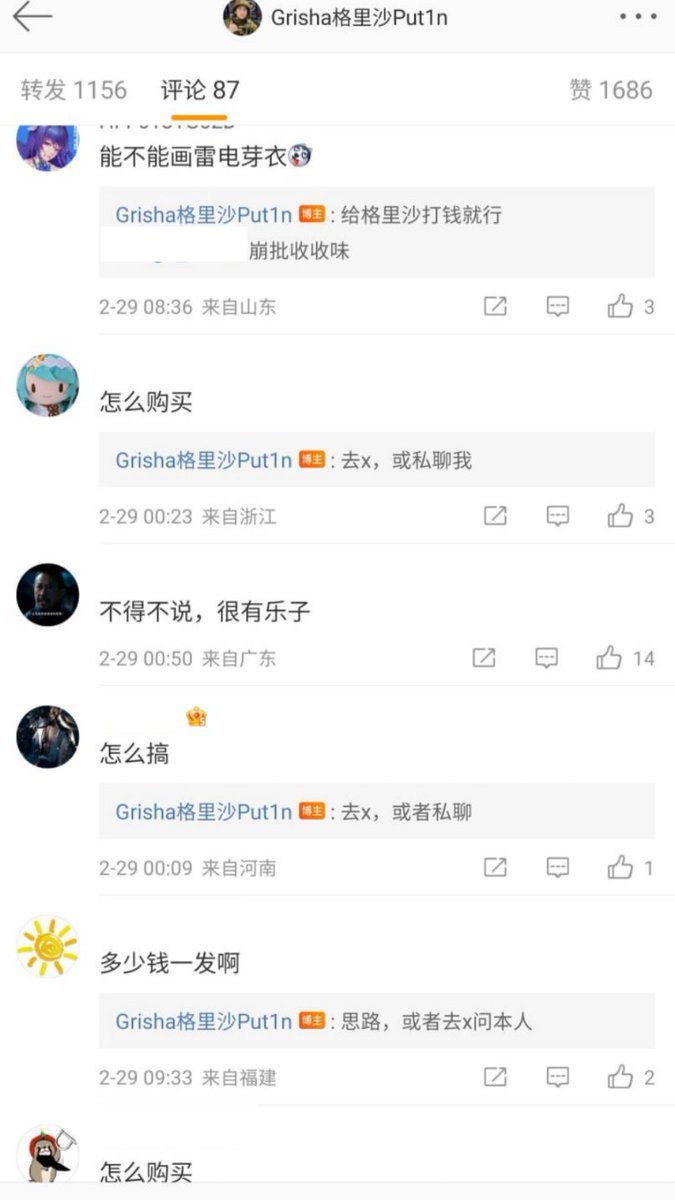 Grisha格里沙Put1n
转发 1156 评论 87 赞 1686
能不能画雷电芽衣
Grisha格里沙Put1n 博主 : 给格里沙打钱就行
崩批收收味
2-29 08:36 来自山东 3
怎么购买
Grisha格里沙Put1n 博主 : 去x，或私聊我
2-29 00:23 来自浙江 3
不得不说，很有乐子
2-29 00:50 来自广东 14
怎么搞
Grisha格里沙Put1n 博主 : 去x，或者私聊
2-29 00:09 来自河南 1
多少钱一发啊
Grisha格里沙Put1n 博主 : 思路，或者去x问本人
2-29 09:33 来自福建 2
怎么购买